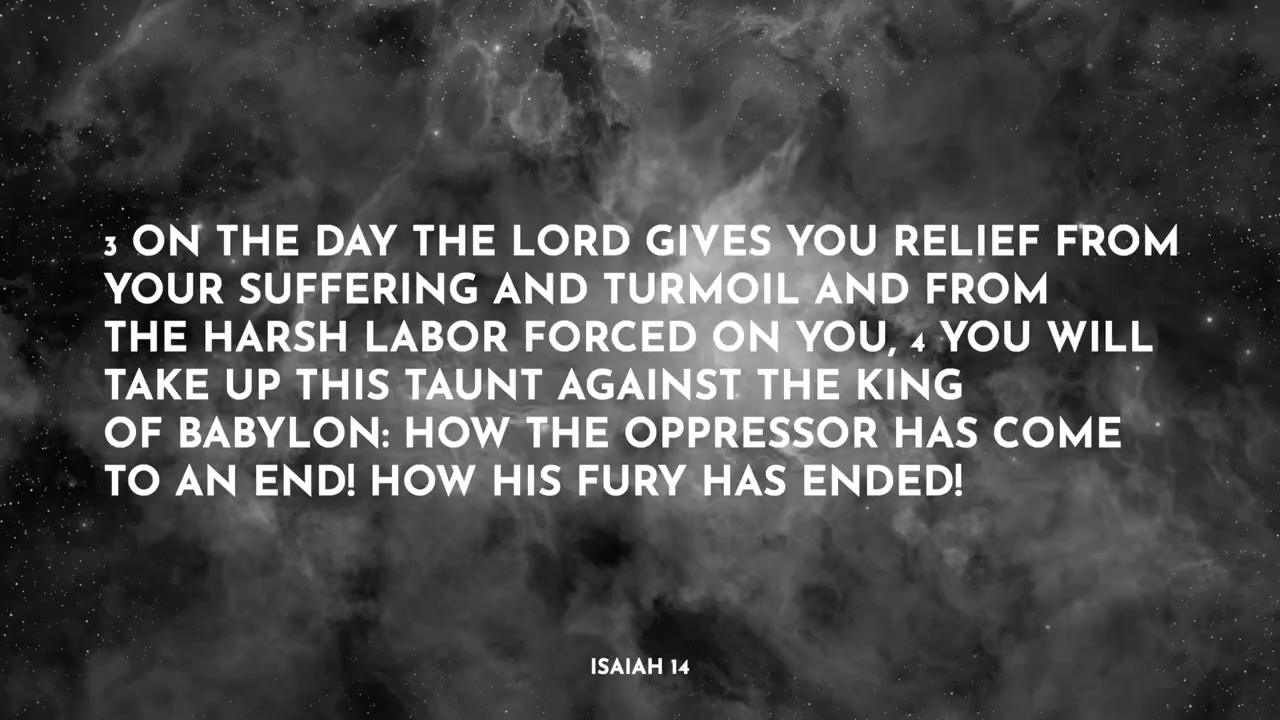 3 ON THE DAY THE LORD GIVES YOU RELIEF FROM
YOUR SUFFERING AND TURMOIL AND FROM
THE HARSH LABOR FORCED ON YOU, 4 YOU WILL
TAKE UP THIS TAUNT AGAINST THE KING
OF BABYLON: HOW THE OPPRESSOR HAS COME
TO AN END! HOW HIS FURY HAS ENDED!
ISAIAH 14